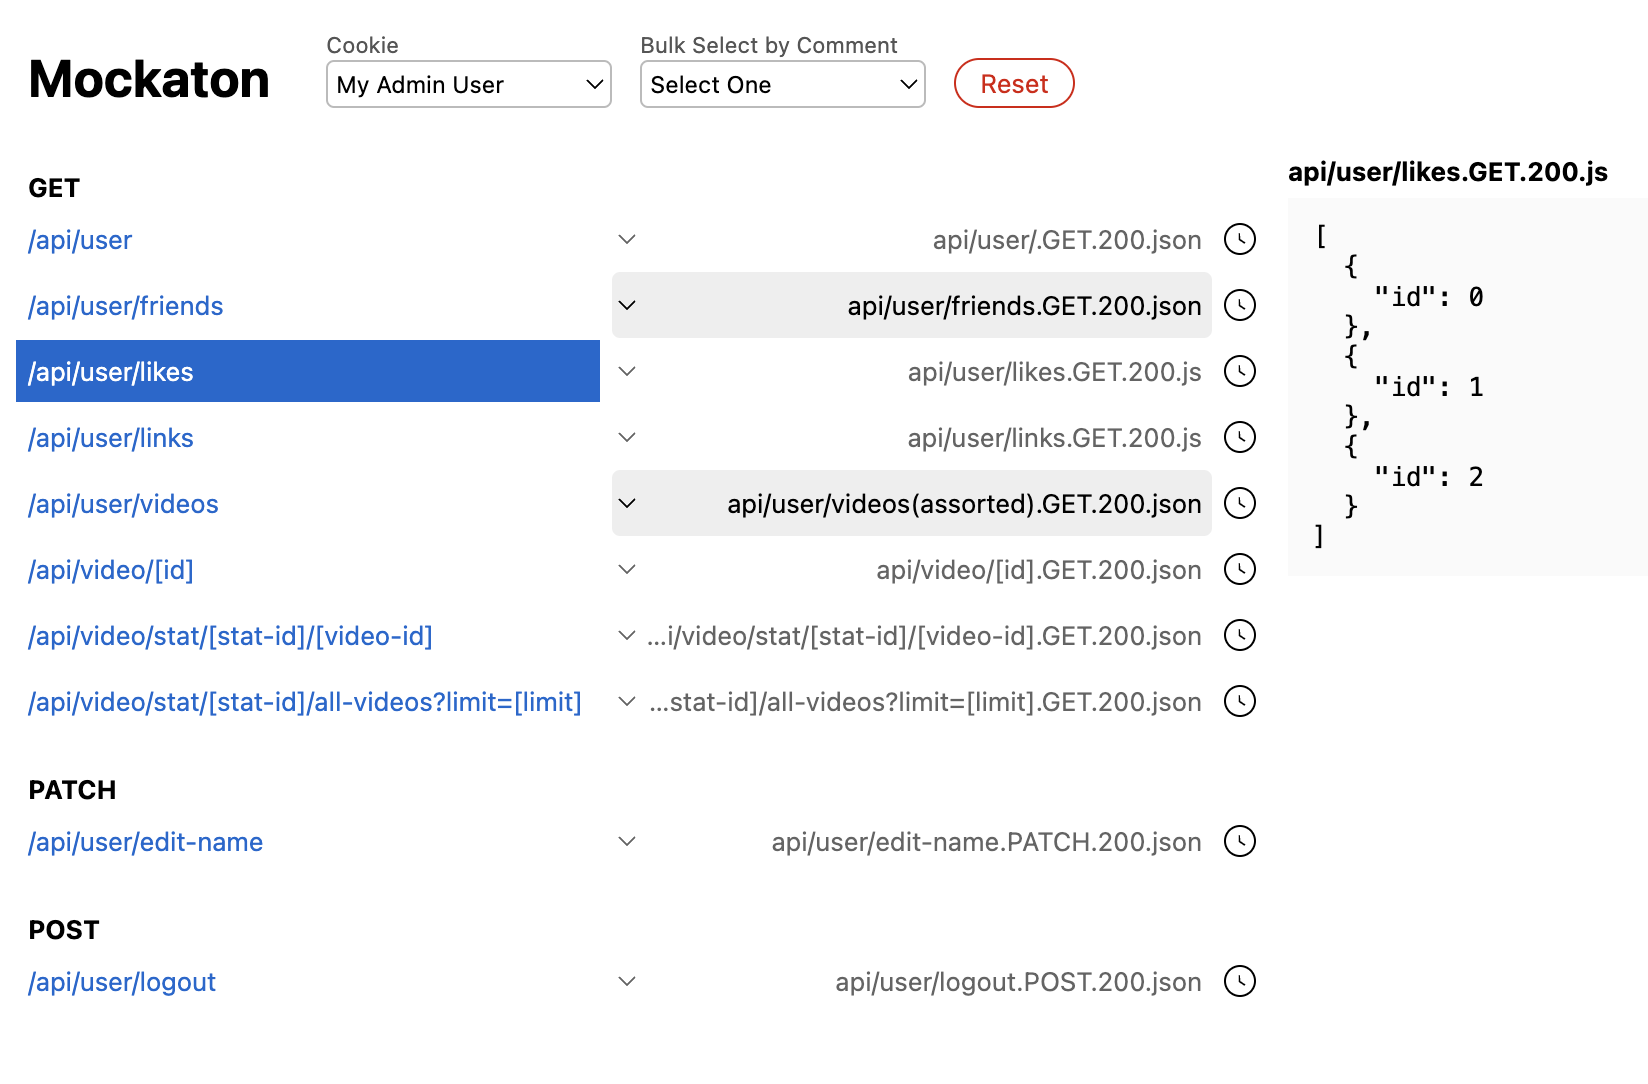 Mockaton
Cookie
My Admin User
Bulk Select by Comment
Select One
Reset
GET
/api/user
api/user/.GET.200.json
/api/user/friends
api/user/friends.GET.200.json
/api/user/likes
api/user/likes.GET.200.js
/api/user/links
api/user/links.GET.200.js
/api/user/videos
api/user/videos(assorted).GET.200.json
/api/video/[id]
api/video/[id].GET.200.json
/api/video/stat/[stat-id]/[video-id]
...i/video/stat/[stat-id]/[video-id].GET.200.json
/api/video/stat/[stat-id]/all-videos?limit=[limit]
...stat-id]/all-videos?limit=[limit].GET.200.json
PATCH
/api/user/edit-name
api/user/edit-name.PATCH.200.json
POST
/api/user/logout
api/user/logout.POST.200.json
api/user/likes.GET.200.js
[
  {
    "id": 0
  },
  {
    "id": 1
  },
  {
    "id": 2
  }
]